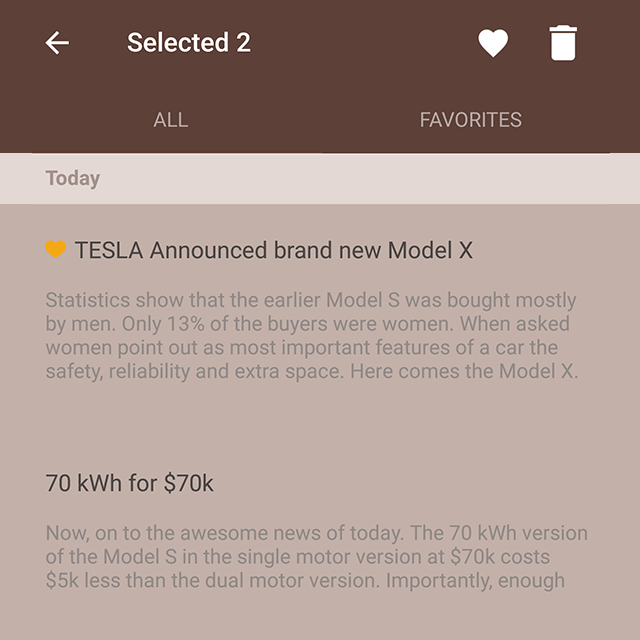 Selected 2
ALL FAVORITES
Today
TESLA Announced brand new Model X
Statistics show that the earlier Model S was bought mostly
by men. Only 13% of the buyers were women. When asked
women point out as most important features of a car the
safety, reliability and extra space. Here comes the Model X.
70 kWh for $70k
Now, on to the awesome news of today. The 70 kWh version
of the Model S in the single motor version at $70k costs
$5k less than the dual motor version. Importantly, enough